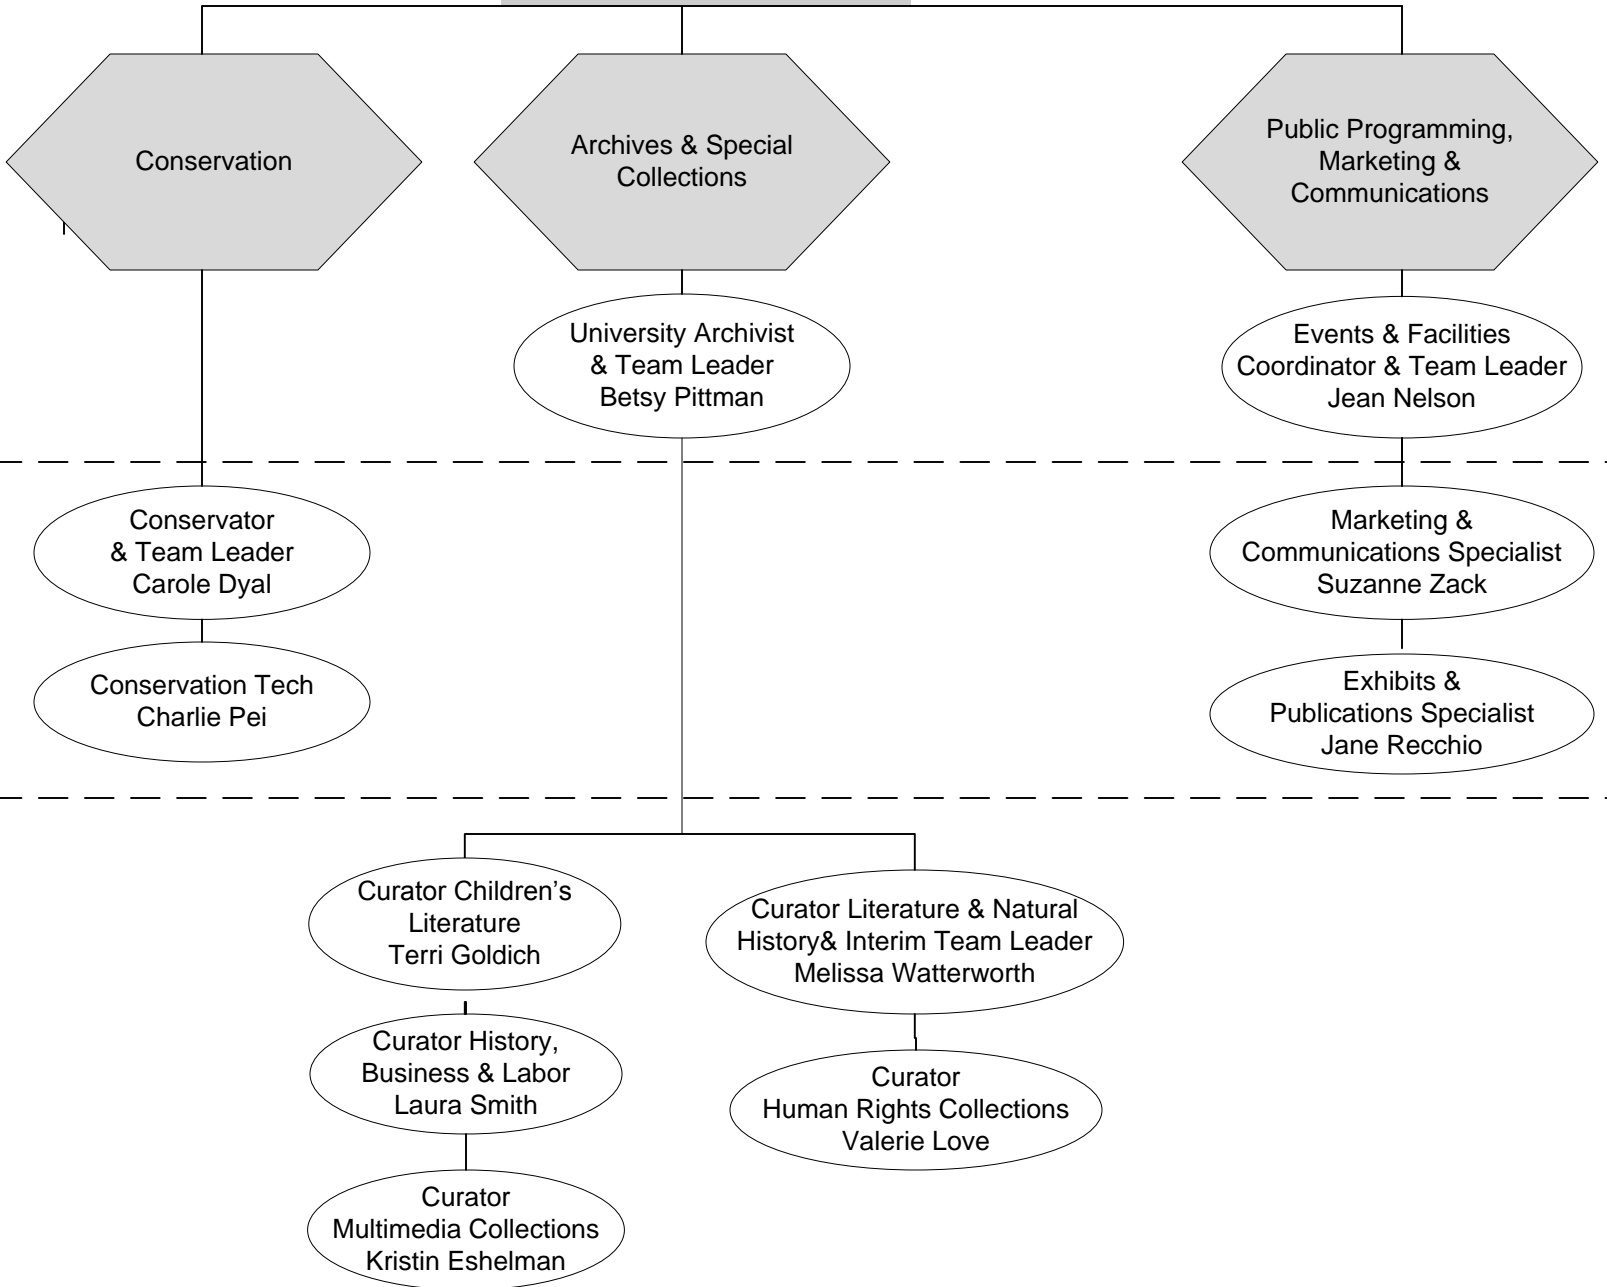 Conservation
Archives & Special
Collections
Public Programming,
Marketing &
Communications
University Archivist
& Team Leader
Betsy Pittman
Events & Facilities
Coordinator & Team Leader
Jean Nelson
Conservator
& Team Leader
Carole Dyal
Marketing &
Communications Specialist
Suzanne Zack
Conservation Tech
Charlie Pei
Exhibits &
Publications Specialist
Jane Recchio
Curator Children's
Literature
Terri Goldich
Curator Literature & Natural
History& Interim Team Leader
Melissa Watterworth
Curator History,
Business & Labor
Laura Smith
Curator
Human Rights Collections
Valerie Love
Curator
Multimedia Collections
Kristin Eshelman